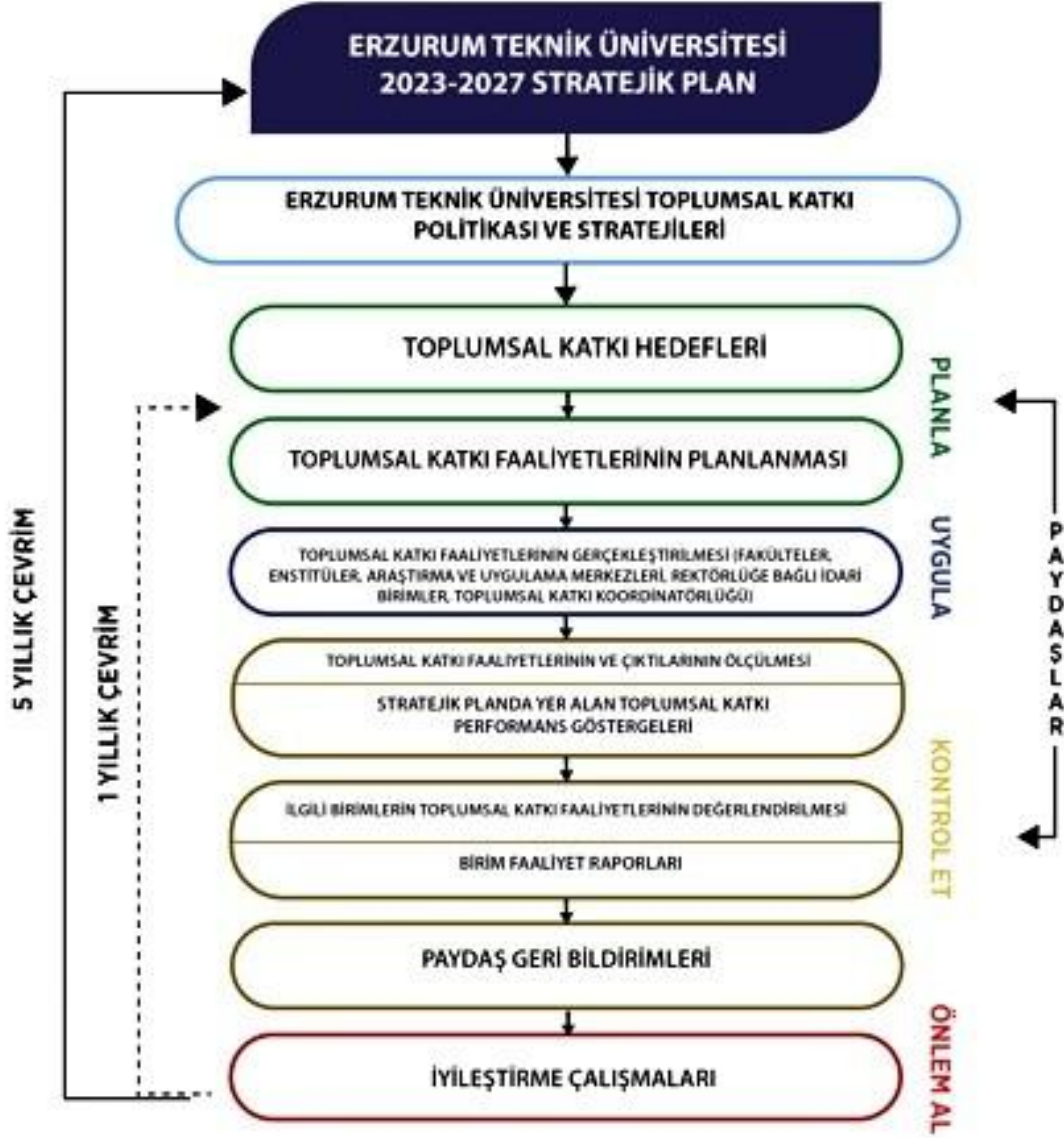 ERZURUM TEKNİK ÜNİVERSİTESİ
2023-2027 STRATEJİK PLAN
ERZURUM TEKNİK ÜNİVERSİTESİ TOPLUMSAL KATKI
POLİTİKASI VE STRATEJİLERİ
TOPLUMSAL KATKI HEDEFLERİ
TOPLUMSAL KATKI FAALİYETLERİNİN PLANLANMASI
PLANLA
TOPLUMSAL KATKI FAALİYETLERİNİN GERÇEKLEŞTİRİLMESİ (FAKÜLTELER,
ENSTİTÜLER, ARAŞTIRMA VE UYGULAMA MERKEZLERİ, REKTÖRLÜĞE BAĞLI İDARİ
BİRİMLER, TOPLUMSAL KATKI KOORDİNATÖRLÜĞÜ)
UYGULA
TOPLUMSAL KATKI FAALİYETLERİNİN VE ÇIKTILARININ ÖLÇÜLMESİ
STRATEJİK PLANDA YER ALAN TOPLUMSAL KATKI
PERFORMANS GÖSTERGELERİ
İLGİLİ BİRİMLERİN TOPLUMSAL KATKI FAALİYETLERİNİN DEĞERLENDİRİLMESİ
BİRİM FAALİYET RAPORLARI
KONTROL ET
PAYDAŞ GERİ BİLDİRİMLERİ
İYİLEŞTİRME ÇALIŞMALARI
ÖNLEM AL
5 YILLIK ÇEVRİM
1 YILLIK ÇEVRİM
PAYDAŞLAR